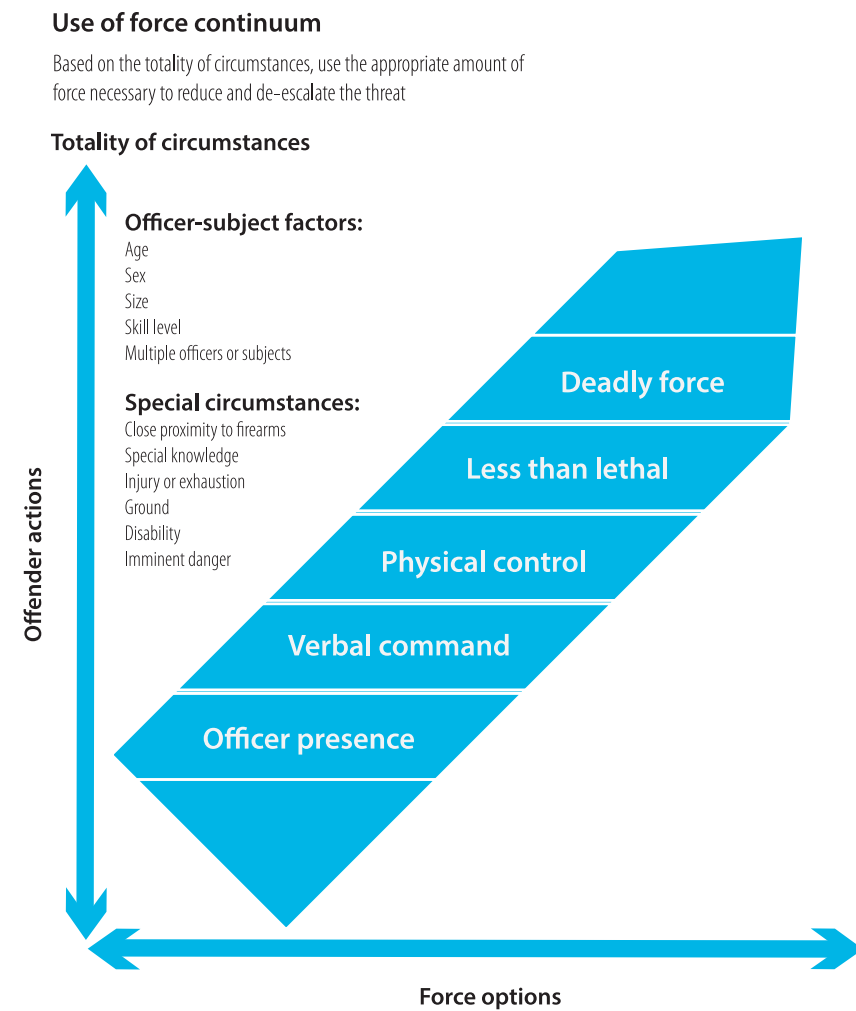 Use of force continuum
Based on the totality of circumstances, use the appropriate amount of
force necessary to reduce and de-escalate the threat
Totality of circumstances
Officer-subject factors:
Age
Sex
Size
Skill level
Multiple officers or subjects
Special circumstances:
Close proximity to firearms
Special knowledge
Injury or exhaustion
Ground
Disability
Imminent danger
Offender actions
Deadly force
Less than lethal
Physical control
Verbal command
Officer presence
Force options